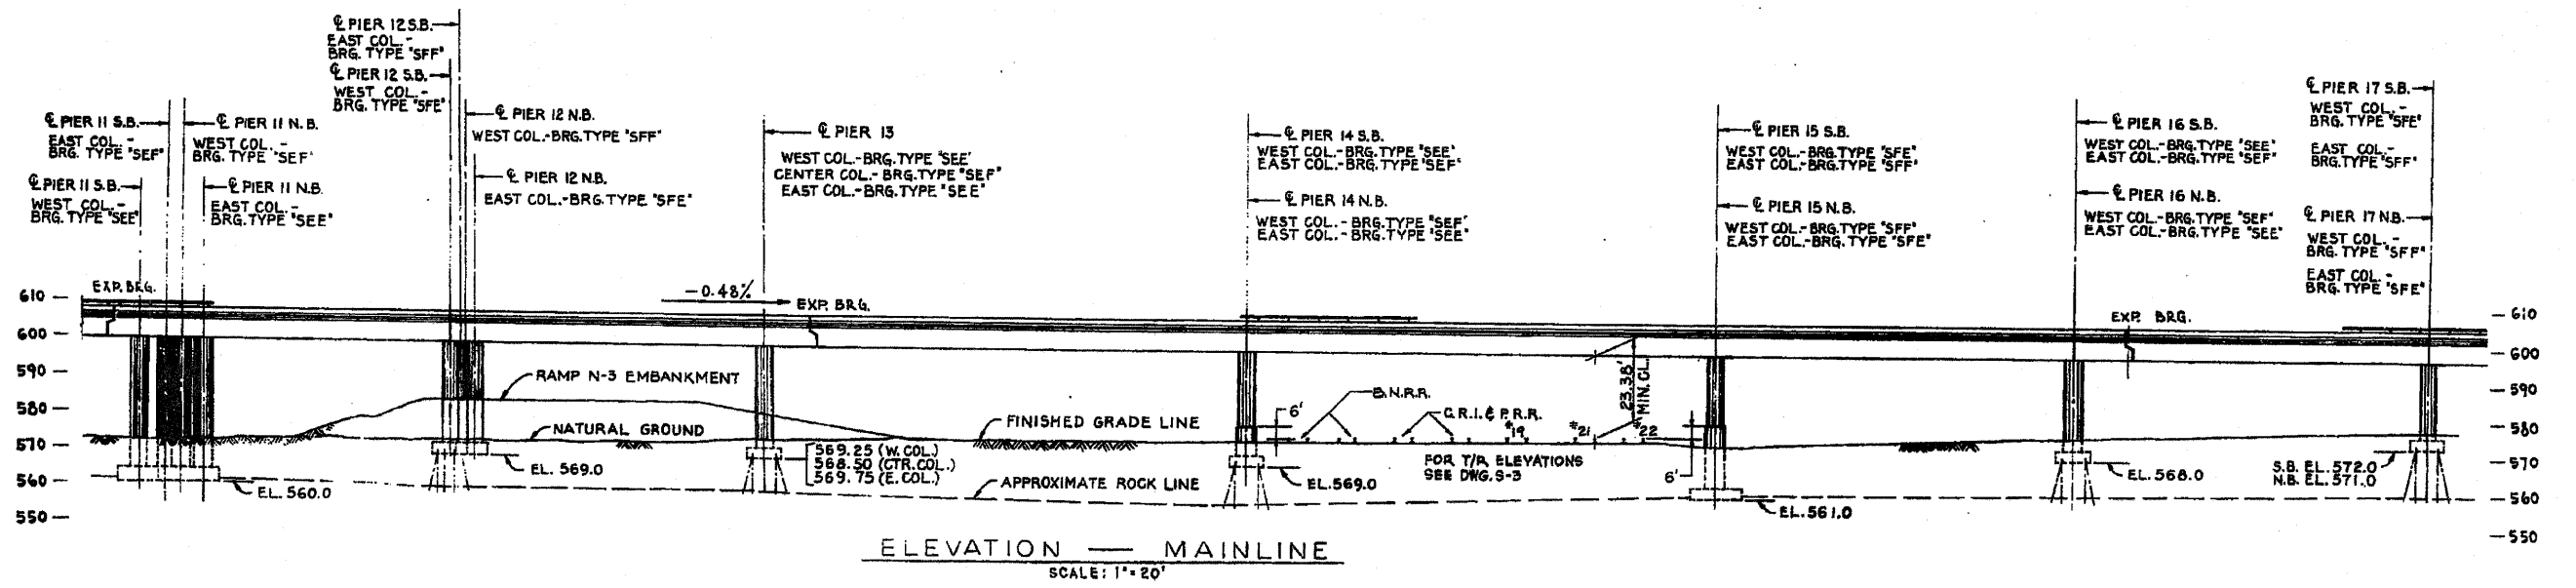 ℄ PIER 12 S.B.
EAST COL.-
BRG. TYPE "SFF"
℄ PIER 12 S.B.
WEST COL.-
BRG. TYPE "SFE"
℄ PIER 11 S.B.
EAST COL.-
BRG. TYPE "SEF"
℄ PIER 11 N.B.
WEST COL.-
BRG. TYPE "SEF"
℄ PIER 11 S.B.
WEST COL.-
BRG. TYPE "SEE"
℄ PIER 11 N.B.
EAST COL.-
BRG. TYPE "SEE"
℄ PIER 12 N.B.
WEST COL.-BRG.TYPE "SFF"
℄ PIER 12 N.B.
EAST COL.-BRG.TYPE "SFE"
℄ PIER 13
WEST COL.-BRG.TYPE "SEE"
CENTER COL.-BRG.TYPE "SEF"
EAST COL.-BRG.TYPE "SEE"
℄ PIER 14 S.B.
WEST COL.-BRG.TYPE "SEE"
EAST COL.-BRG.TYPE "SEF"
℄ PIER 14 N.B.
WEST COL.-BRG.TYPE "SEF"
EAST COL.-BRG.TYPE "SEE"
℄ PIER 15 S.B.
WEST COL.-BRG.TYPE "SFE"
EAST COL.-BRG.TYPE "SFF"
℄ PIER 15 N.B.
WEST COL.-BRG.TYPE "SFF"
EAST COL.-BRG.TYPE "SFE"
℄ PIER 16 S.B.
WEST COL.-BRG.TYPE "SEE"
EAST COL.-BRG.TYPE "SEF"
℄ PIER 16 N.B.
WEST COL.-BRG.TYPE "SEF"
EAST COL.-BRG.TYPE "SEE"
℄ PIER 17 S.B.
WEST COL.-
BRG.TYPE "SFE"
EAST COL.-
BRG.TYPE "SFF"
℄ PIER 17 N.B.
WEST COL.-
BRG. TYPE "SFF"
EAST COL.-
BRG. TYPE "SFE"
610
600
590
580
570
560
550
EXP. BRG.
-0.48%
EXP. BRG.
EXP. BRG.
RAMP N-3 EMBANKMENT
NATURAL GROUND
FINISHED GRADE LINE
APPROXIMATE ROCK LINE
EL. 560.0
EL. 569.0
569.25 (W. COL.)
568.50 (CTR. COL.)
569.75 (E. COL.)
6'
EL. 569.0
B.N.R.R.
C.R.I. & P.R.R.
#19
#21
#22
23.38'
MIN. CL.
FOR T/R ELEVATIONS
SEE DWG. S-3
6'
EL. 561.0
EL. 568.0
S.B. EL. 572.0
N.B. EL. 571.0
610
600
590
580
570
560
550
ELEVATION — MAINLINE
SCALE: 1"=20'